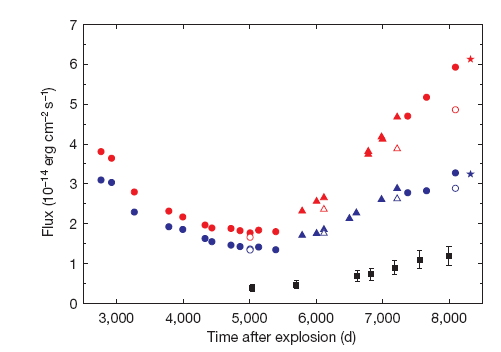 7
6
5
4
3
2
1
0
Flux (10⁻¹⁴ erg cm⁻² s⁻¹)
3,000 4,000 5,000 6,000 7,000 8,000
Time after explosion (d)